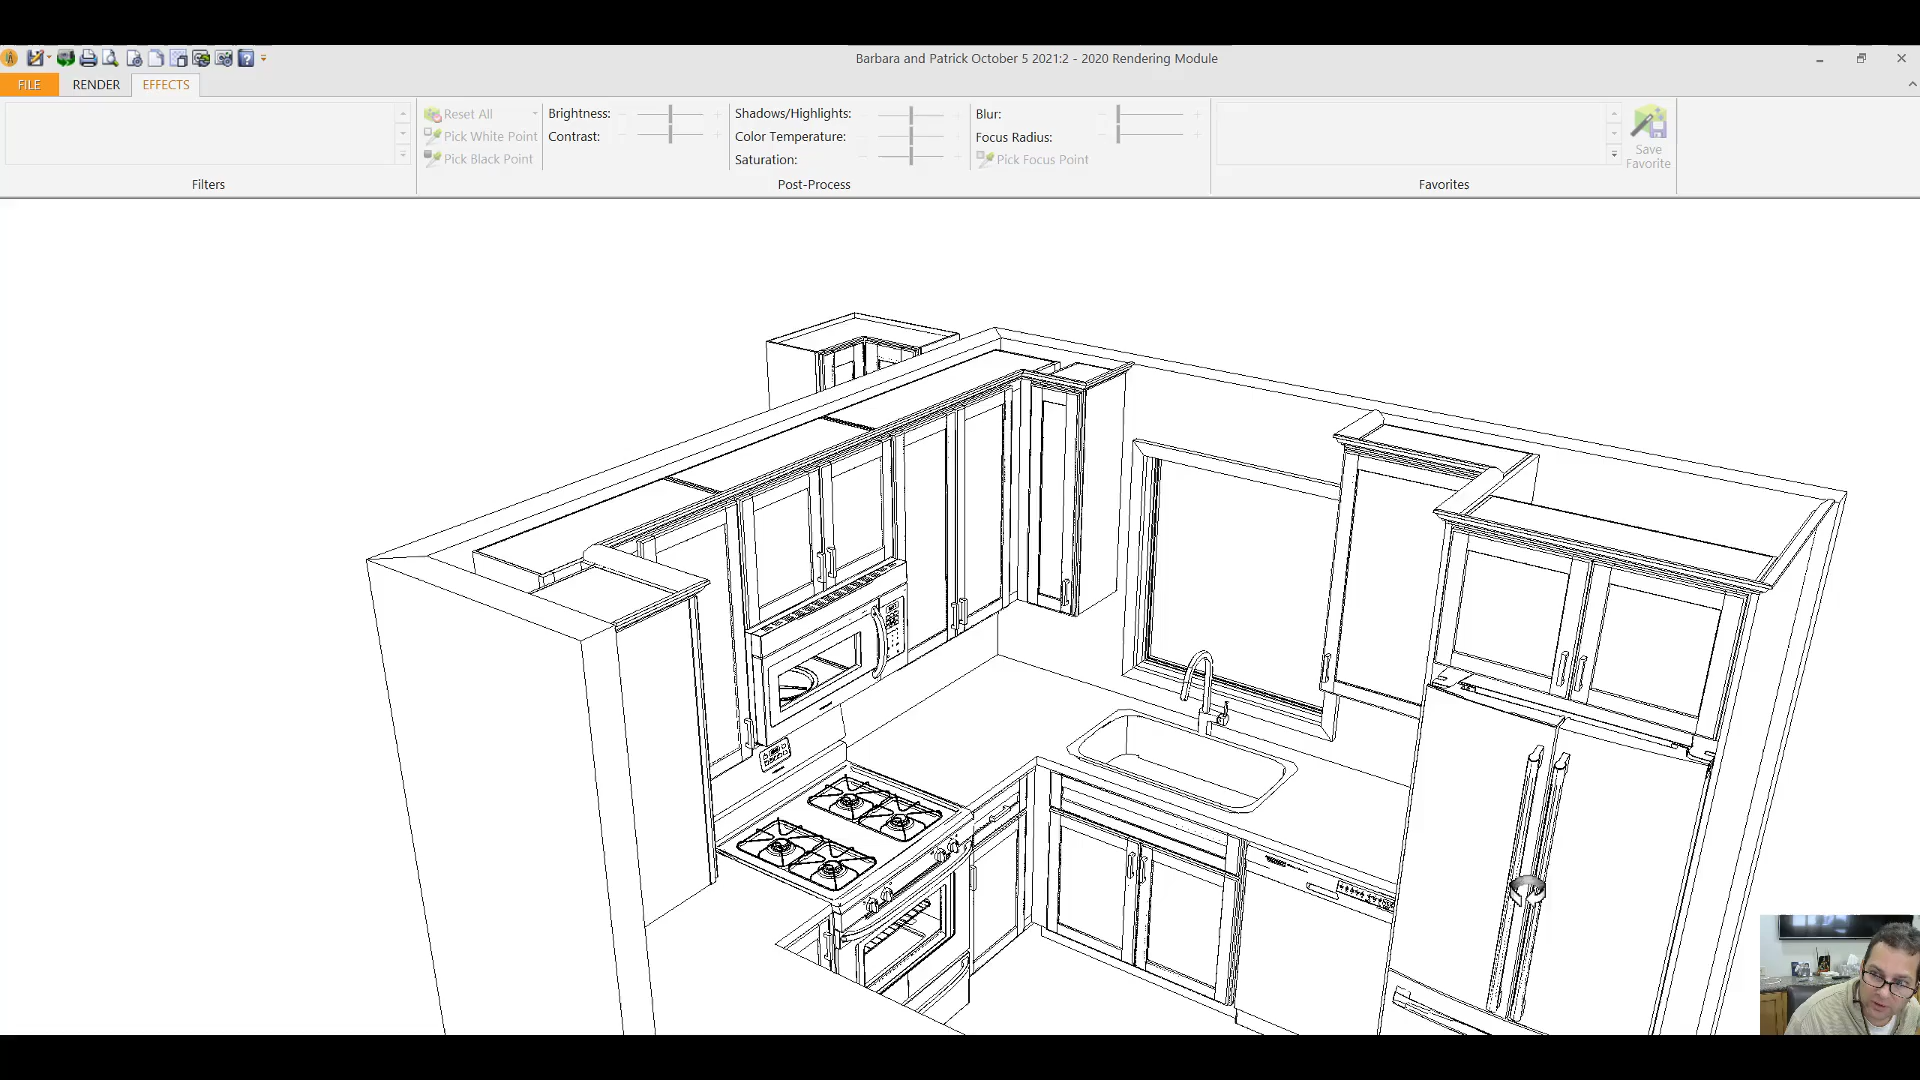 Barbara and Patrick October 5 2021:2 - 2020 Rendering Module
FILE RENDER EFFECTS
Reset All
Pick White Point
Pick Black Point
Brightness:
Contrast:
Shadows/Highlights:
Color Temperature:
Saturation:
Blur:
Focus Radius:
Pick Focus Point
Save
Favorite
Filters
Post-Process
Favorites